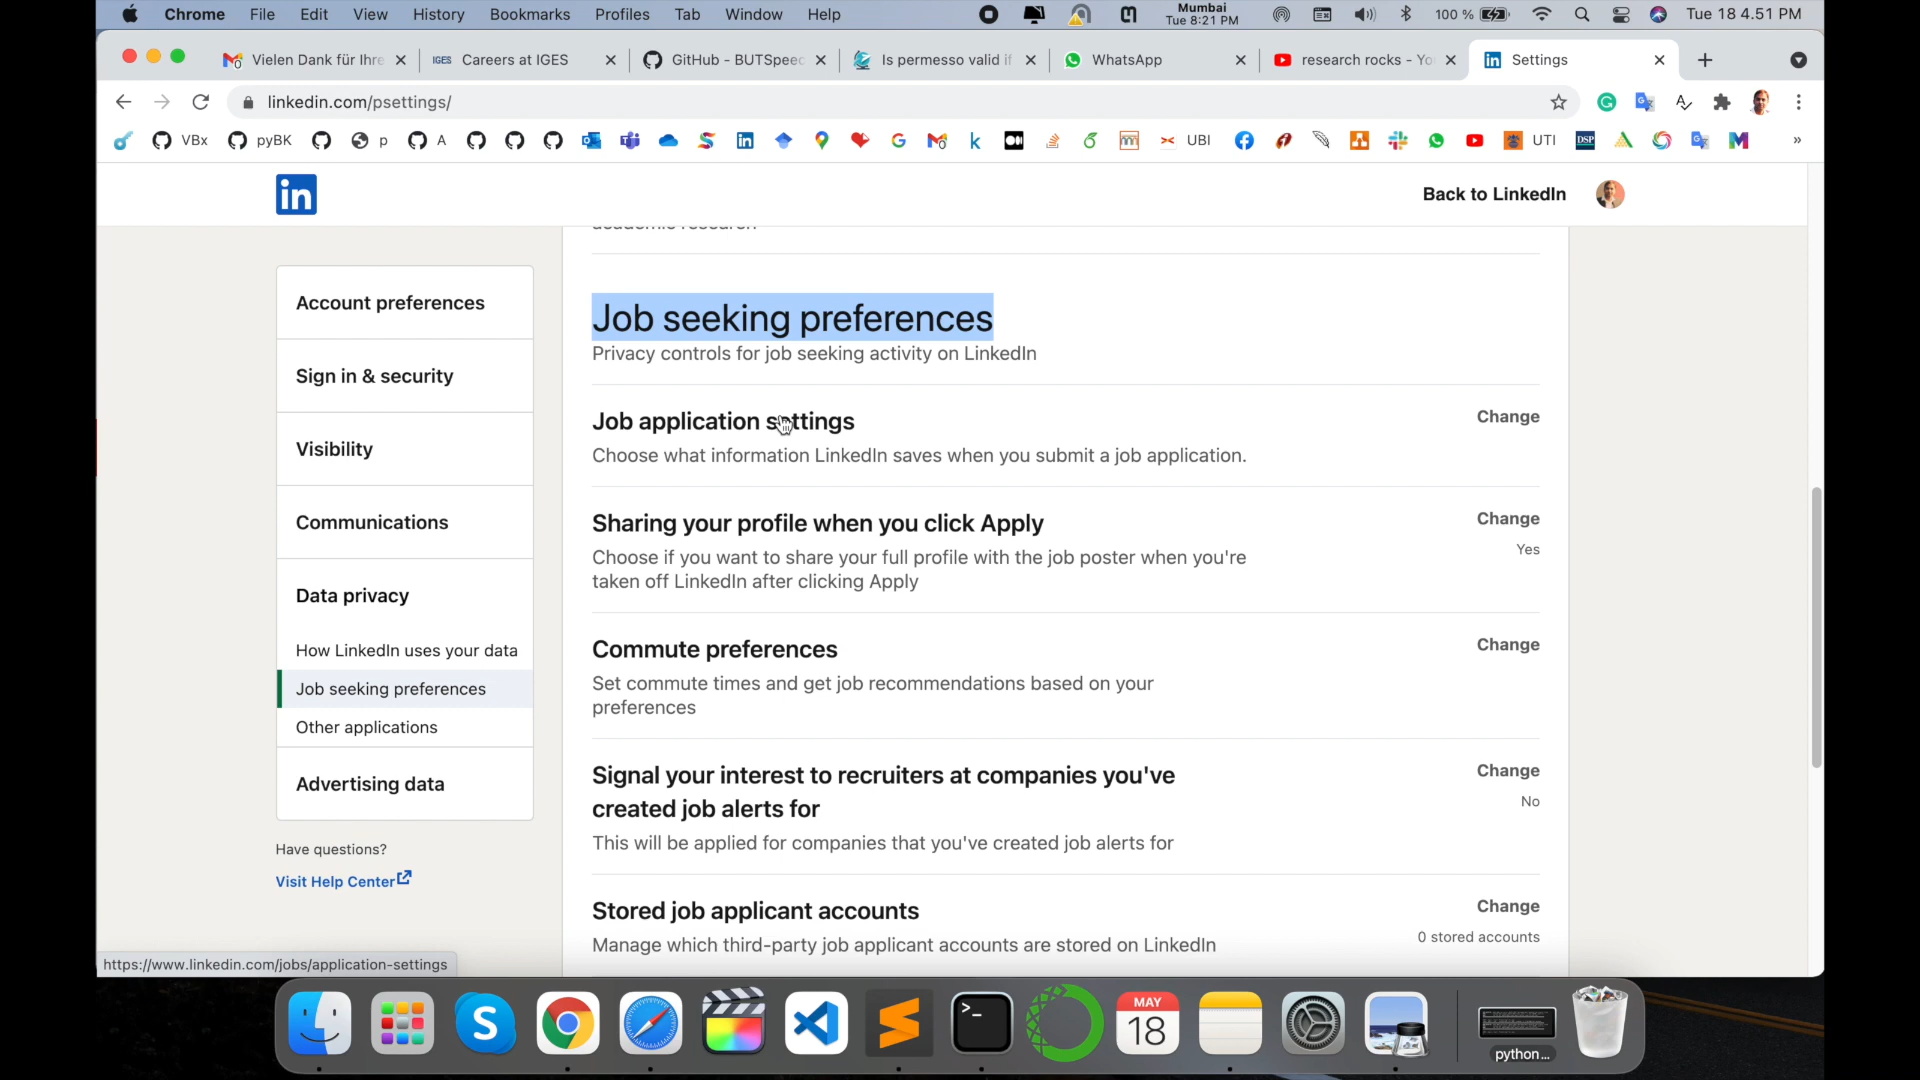 Chrome File Edit View History Bookmarks Profiles Tab Window Help
Mumbai
Tue 8:21 PM
100 %
Tue 18 4.51 PM
Vielen Dank für Ihre
IGES Careers at IGES
GitHub - BUTSpeec
Is permesso valid if
WhatsApp
research rocks - Yo
Settings
linkedin.com/psettings/
VBx
pyBK
p
A
UBI
UTI
DSP
»
in
Back to LinkedIn
academic research
Account preferences
Sign in & security
Visibility
Communications
Data privacy
How LinkedIn uses your data
Job seeking preferences
Other applications
Advertising data
Have questions?
Visit Help Center
Job seeking preferences
Privacy controls for job seeking activity on LinkedIn
Job application settings
Change
Choose what information LinkedIn saves when you submit a job application.
Sharing your profile when you click Apply
Change
Yes
Choose if you want to share your full profile with the job poster when you're
taken off LinkedIn after clicking Apply
Commute preferences
Change
Set commute times and get job recommendations based on your
preferences
Signal your interest to recruiters at companies you've
created job alerts for
Change
No
This will be applied for companies that you've created job alerts for
Stored job applicant accounts
Change
Manage which third-party job applicant accounts are stored on LinkedIn
0 stored accounts
https://www.linkedin.com/jobs/application-settings
MAY
18
python...